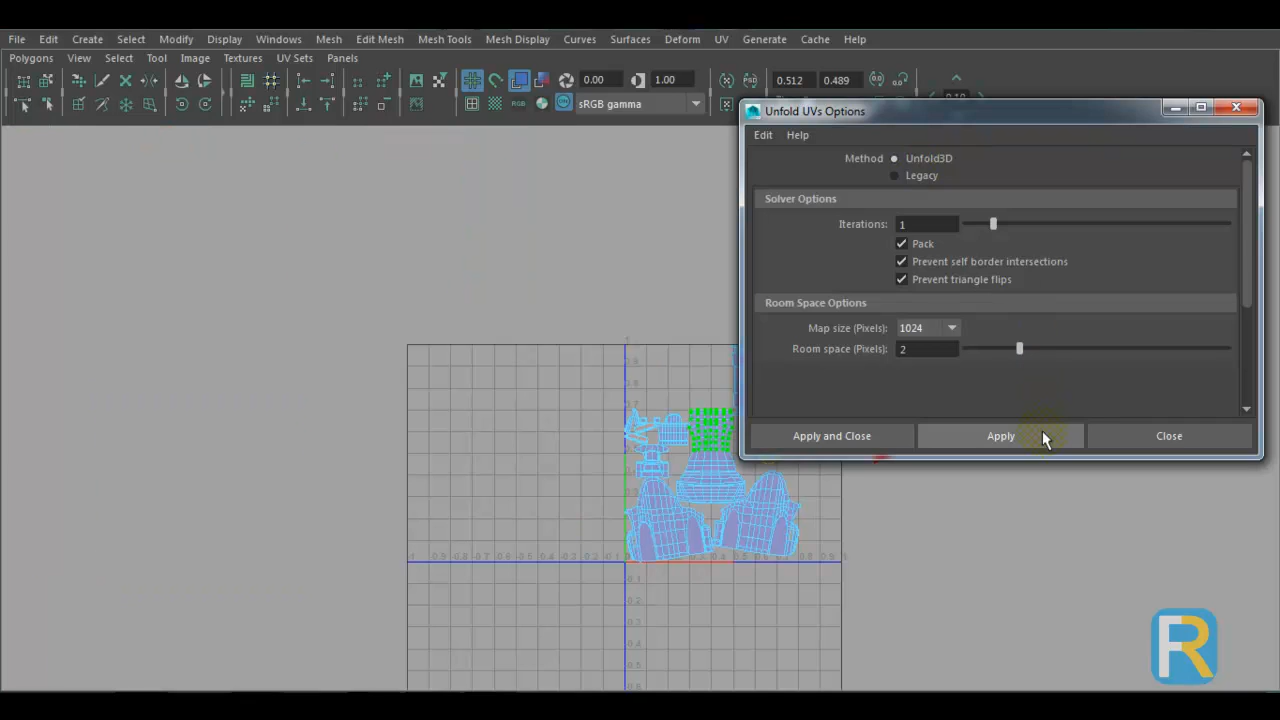 File Edit Create Select Modify Display Windows Mesh Edit Mesh Mesh Tools Mesh Display Curves Surfaces Deform UV Generate Cache Help
Polygons View Select Tool Image Textures UV Sets Panels
0.00 1.00 0.512 0.489
RGB sRGB gamma
Unfold UVs Options
Edit Help
Method Unfold3D
Legacy
Solver Options
Iterations: 1
Pack
Prevent self border intersections
Prevent triangle flips
Room Space Options
Map size (Pixels): 1024
Room space (Pixels): 2
Apply and Close Apply Close